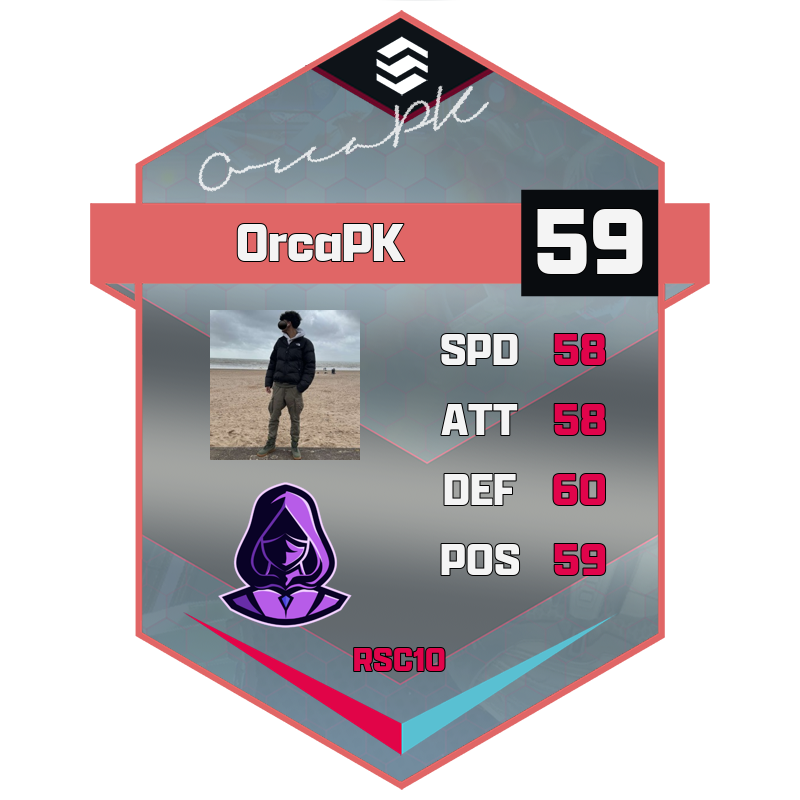 OrcaPK
OrcaPK
59
SPD 58
ATT 58
DEF 60
POS 59
RSC10